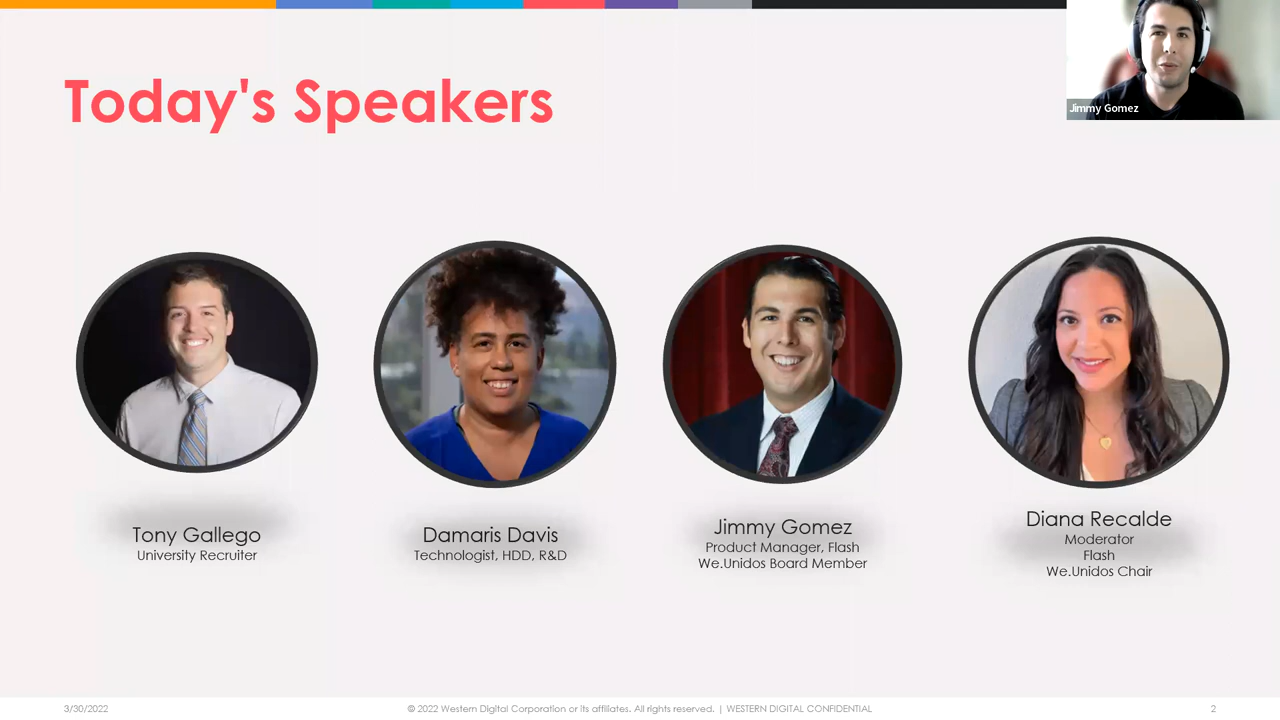 Today's Speakers
Jimmy Gomez
Tony Gallego
University Recruiter
Damaris Davis
Technologist, HDD, R&D
Jimmy Gomez
Product Manager, Flash
We.Unidos Board Member
Diana Recalde
Moderator
Flash
We.Unidos Chair
3/30/2022
© 2022 Western Digital Corporation or its affiliates. All rights reserved. | WESTERN DIGITAL CONFIDENTIAL
2